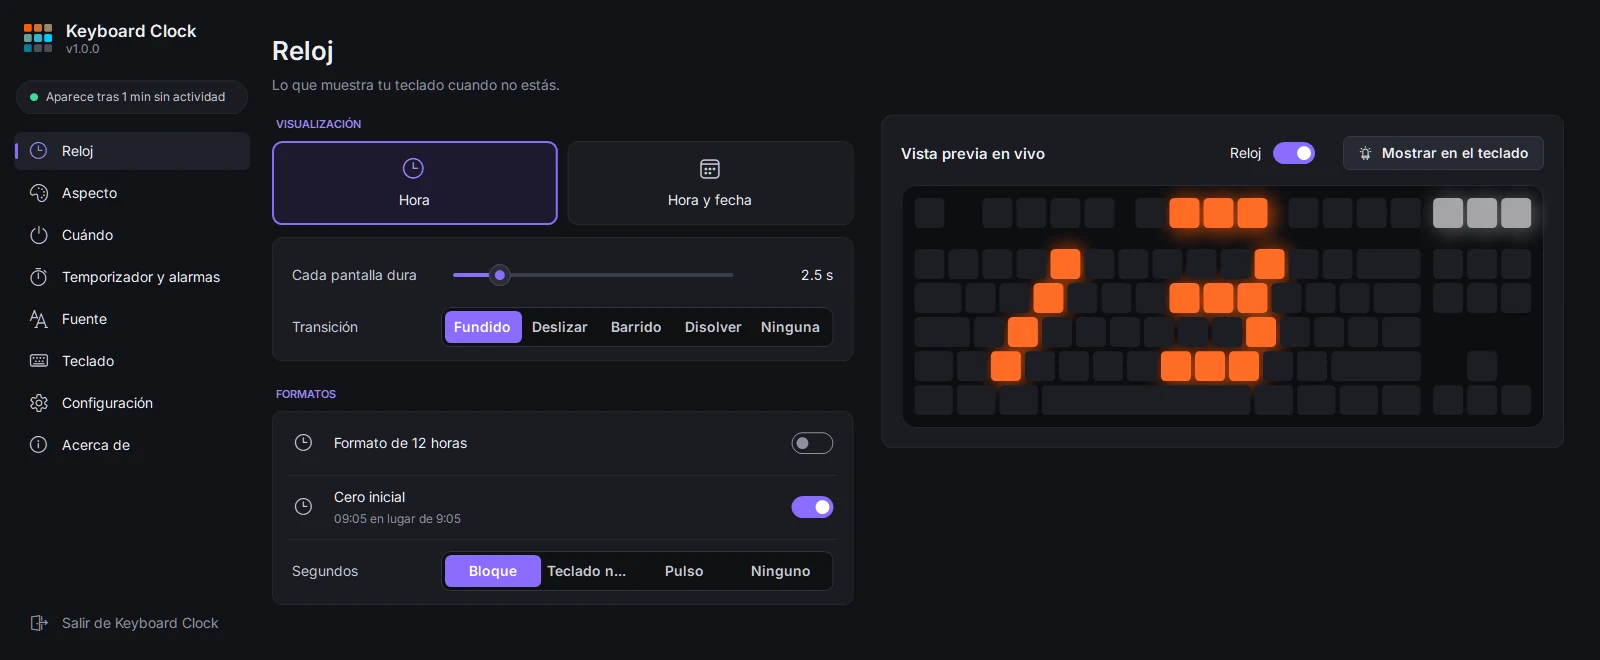 Keyboard Clock
v1.0.0
Aparece tras 1 min sin actividad
Reloj
Aspecto
Cuándo
Temporizador y alarmas
Fuente
Teclado
Configuración
Acerca de
Salir de Keyboard Clock
Reloj
Lo que muestra tu teclado cuando no estás.
VISUALIZACIÓN
Hora
Hora y fecha
Cada pantalla dura 2.5 s
Transición Fundido Deslizar Barrido Disolver Ninguna
FORMATOS
Formato de 12 horas
Cero inicial
09:05 en lugar de 9:05
Segundos Bloque Teclado n... Pulso Ninguno
Vista previa en vivo Reloj Mostrar en el teclado